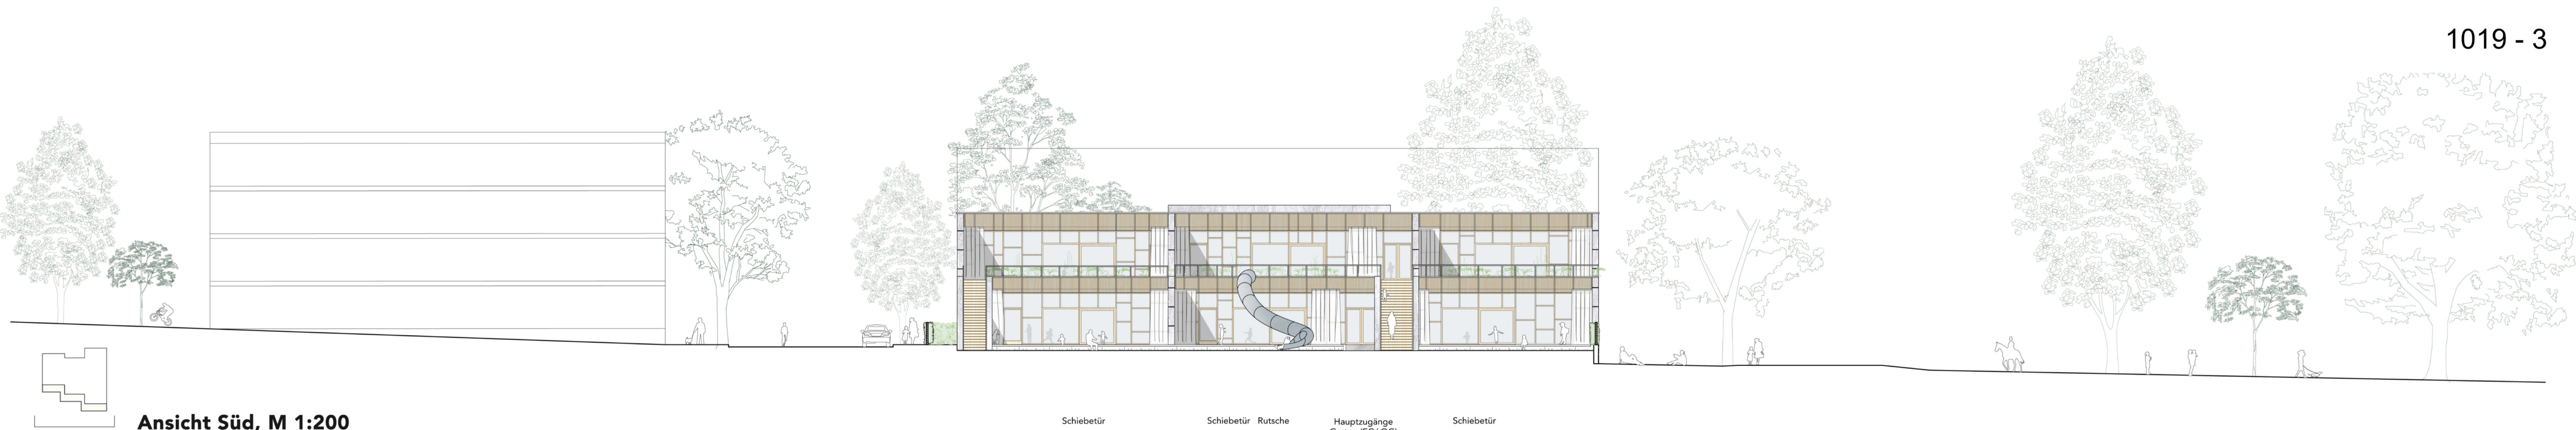 1019 - 3
Ansicht Süd, M 1:200
Schiebetür
Schiebetür Rutsche
Hauptzugänge
Schiebetür